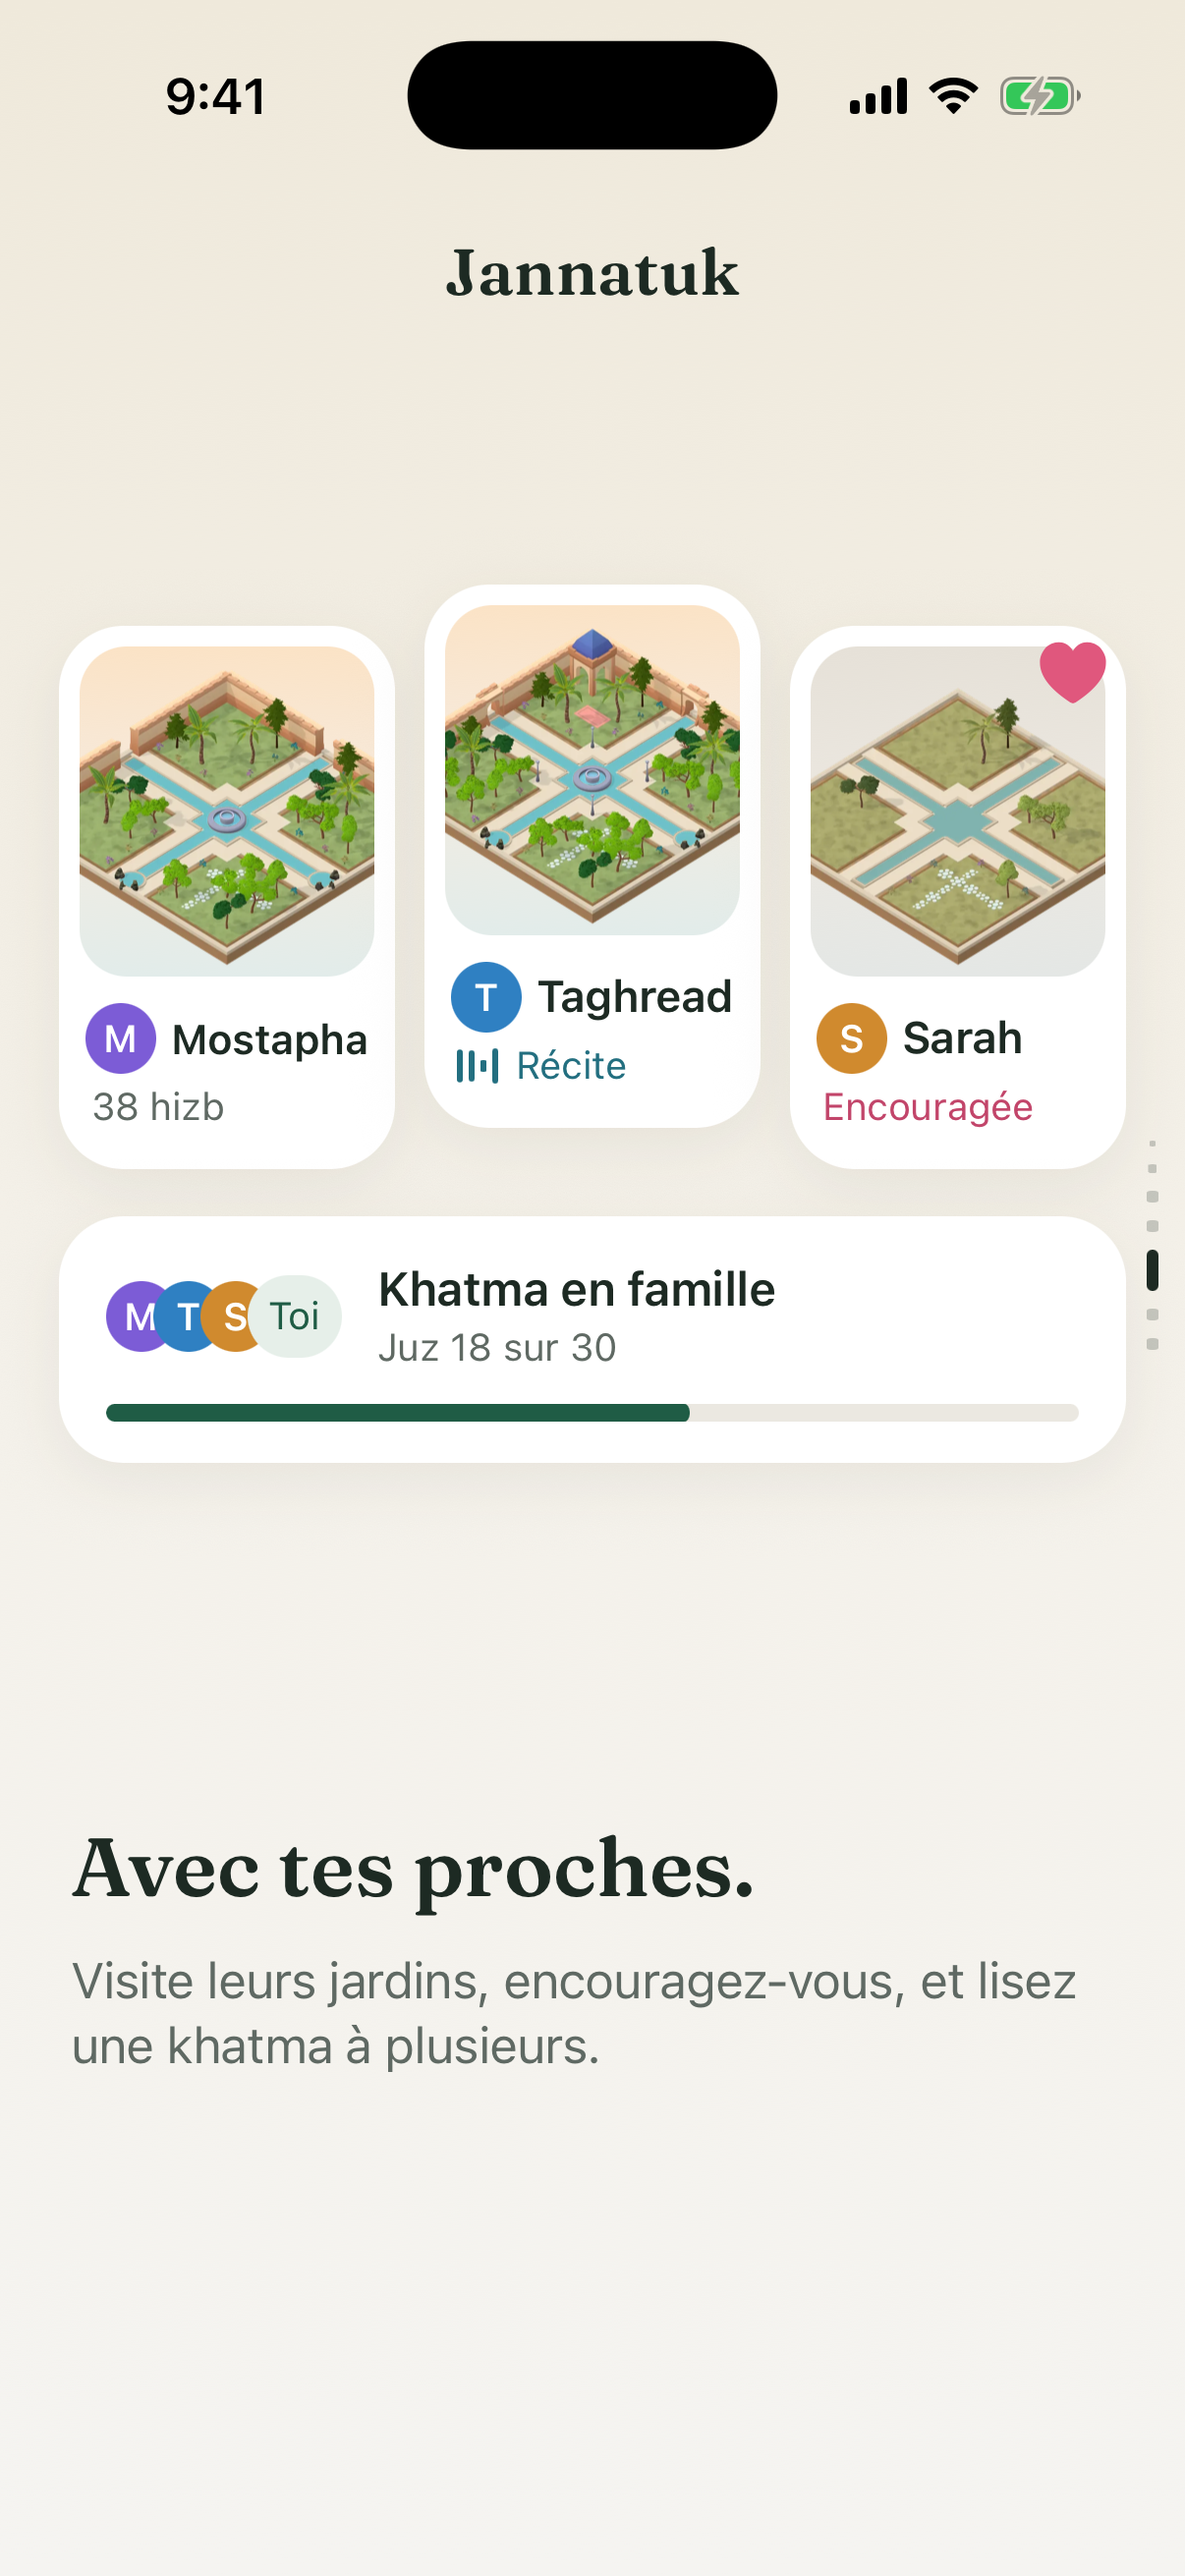 9:41
Jannatuk
M Mostapha
38 hizb
T Taghread
Récite
S Sarah
Encouragée
M T S Toi
Khatma en famille
Juz 18 sur 30
Avec tes proches.
Visite leurs jardins, encouragez-vous, et lisez
une khatma à plusieurs.